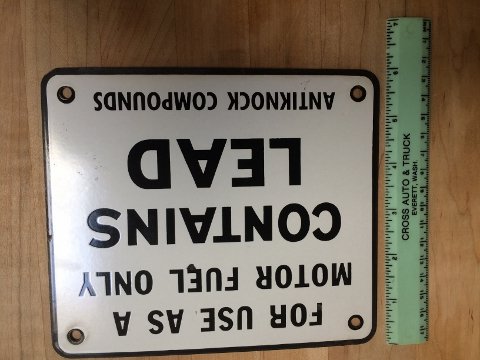 FOR USE AS A
MOTOR FUEL ONLY
CONTAINS
LEAD
ANTIKNOCK COMPOUNDS
CROSS AUTO & TRUCK
EVERETT, WASH.